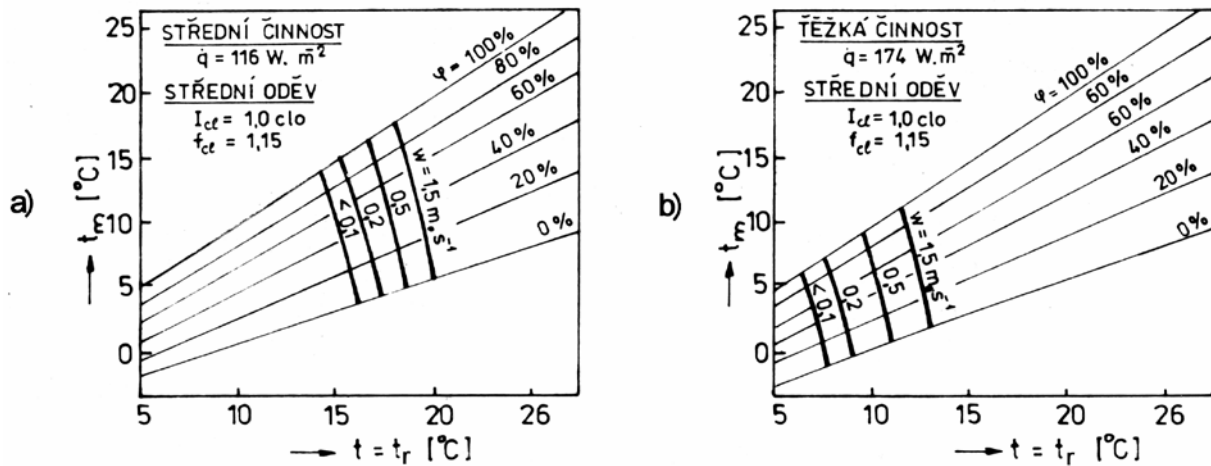 a)
STŘEDNÍ ČINNOST
q̇ = 116 W. m̄²
STŘEDNÍ ODĚV
I_cl = 1,0 clo
f_cl = 1,15
φ = 100%
80%
60%
40%
20%
0%
< 0,1
0,2
0,5
w = 1,5 m.s⁻¹
25
20
15
10
5
0
t_m [°C]
5 10 15 20 26
t = t_r [°C]
b)
ŤĚŽKÁ ČINNOST
q̇ = 174 W.m̄²
STŘEDNÍ ODĚV
I_cl = 1,0 clo
f_cl = 1,15
φ = 100%
60%
60%
40%
20%
0%
< 0,1
0,2
0,5
w = 1,5 m.s⁻¹
25
20
15
10
5
0
t_m [°C]
5 10 15 20 26
t = t_r [°C]